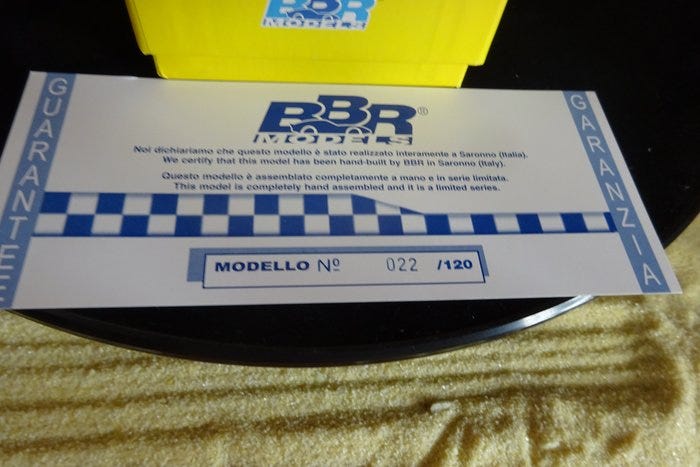 BBR
MODELS
GUARANTEE
BBR®
MODELS
Noi dichiariamo che questo modello è stato realizzato interamente a Saronno (Italia).
We certify that this model has been hand-built by BBR in Saronno (Italy).
Questo modello è assemblato completamente a mano e in serie limitata.
This model is completely hand assembled and it is a limited series.
MODELLO Nº 022 /120
GARANZIA